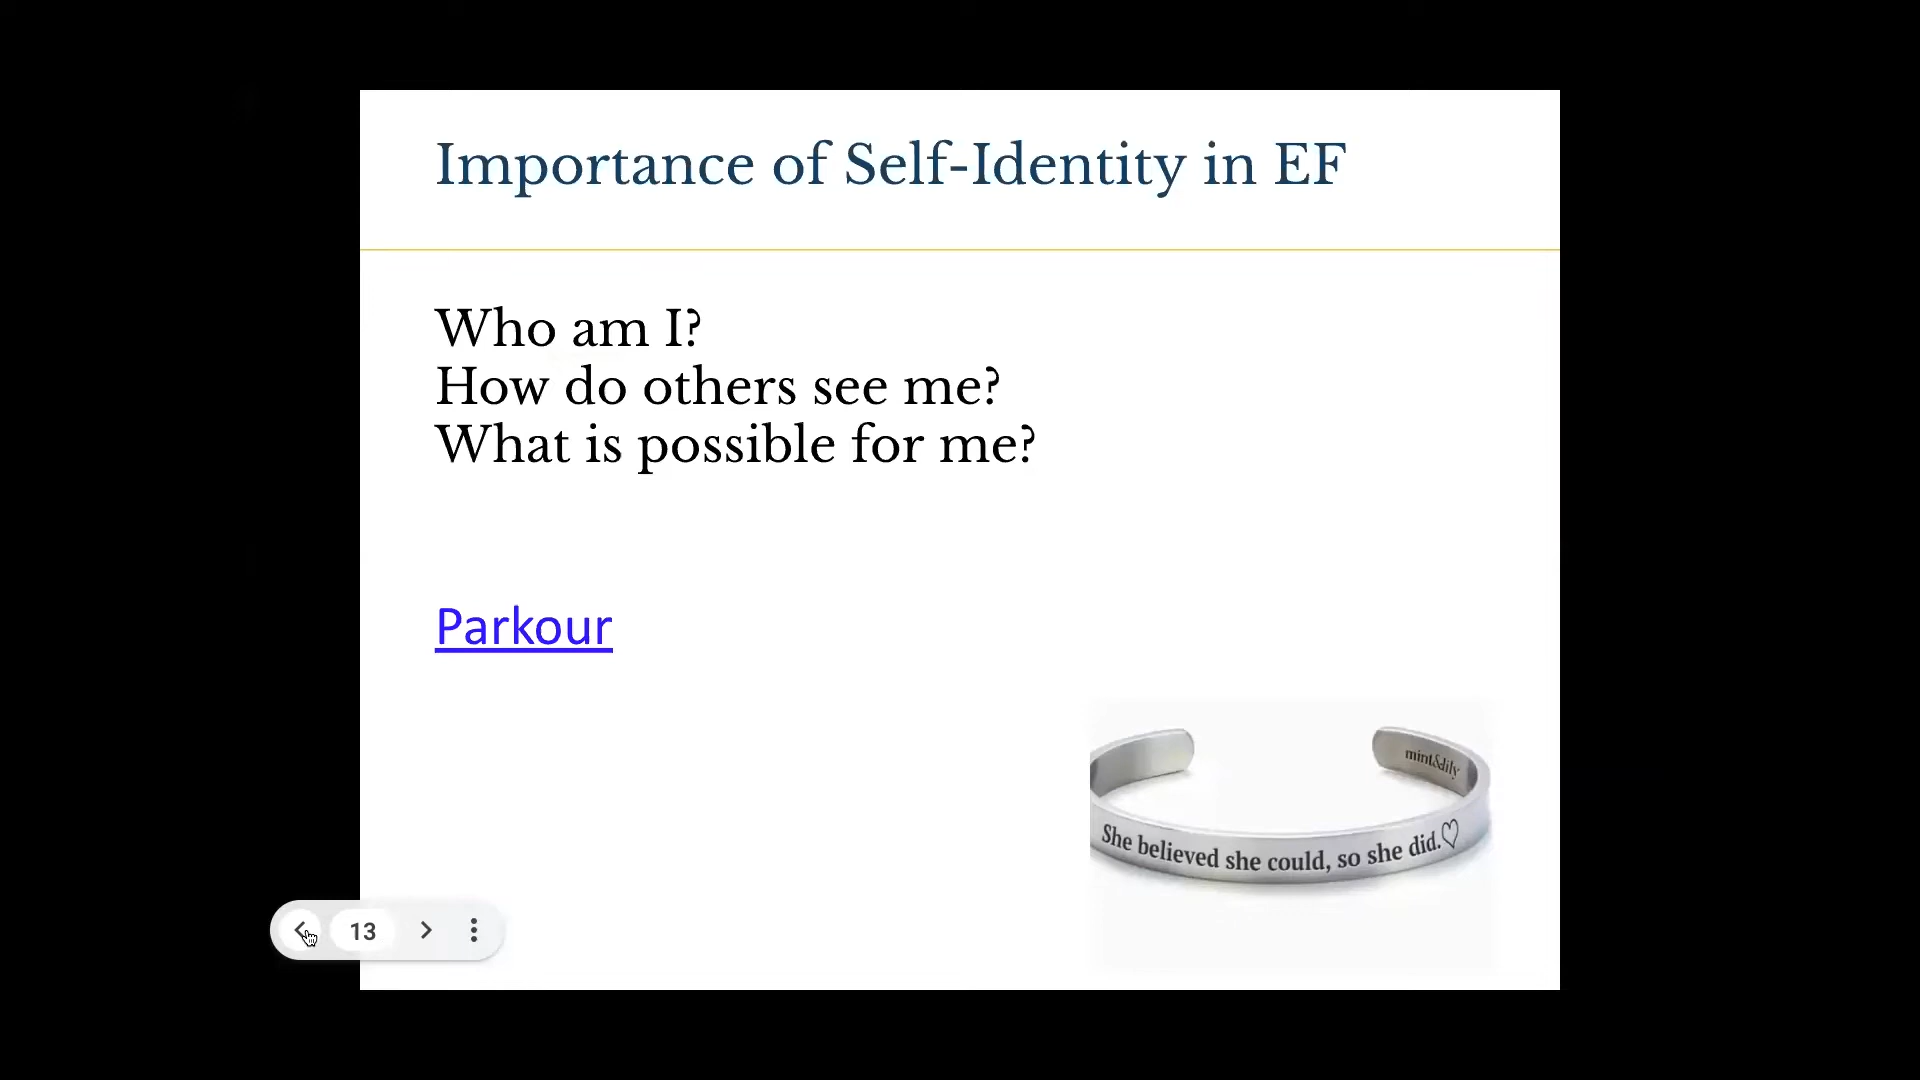 Importance of Self-Identity in EF
Who am I?
How do others see me?
What is possible for me?
Parkour
mint&lily
She believed she could, so she did.♡
13